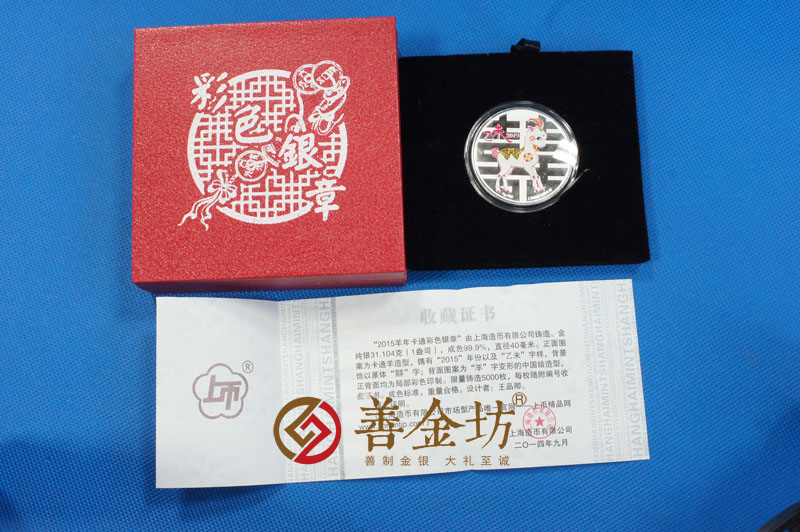 彩色銀章
收藏证书
"2015羊年卡通彩色银章"由上海造币有限公司铸造。含
纯银31.104克(1盎司),成色99.9%,直径40毫米。正面图
案为卡通羊造型,镌有"2015"年份以及"乙未"字样,背景
饰以原体"囍"字;背面图案为"羊"字变形的中国结造型,
正背面均为局部彩色印制。限量铸造5000枚,每枚随附编号收
藏证书,成色标准,重量合格。设计者:王品卿。
上币®
善金坊®
善制金银 大礼至诚
上海造币有限公司
二〇一四年九月
SHANGHAIMINT